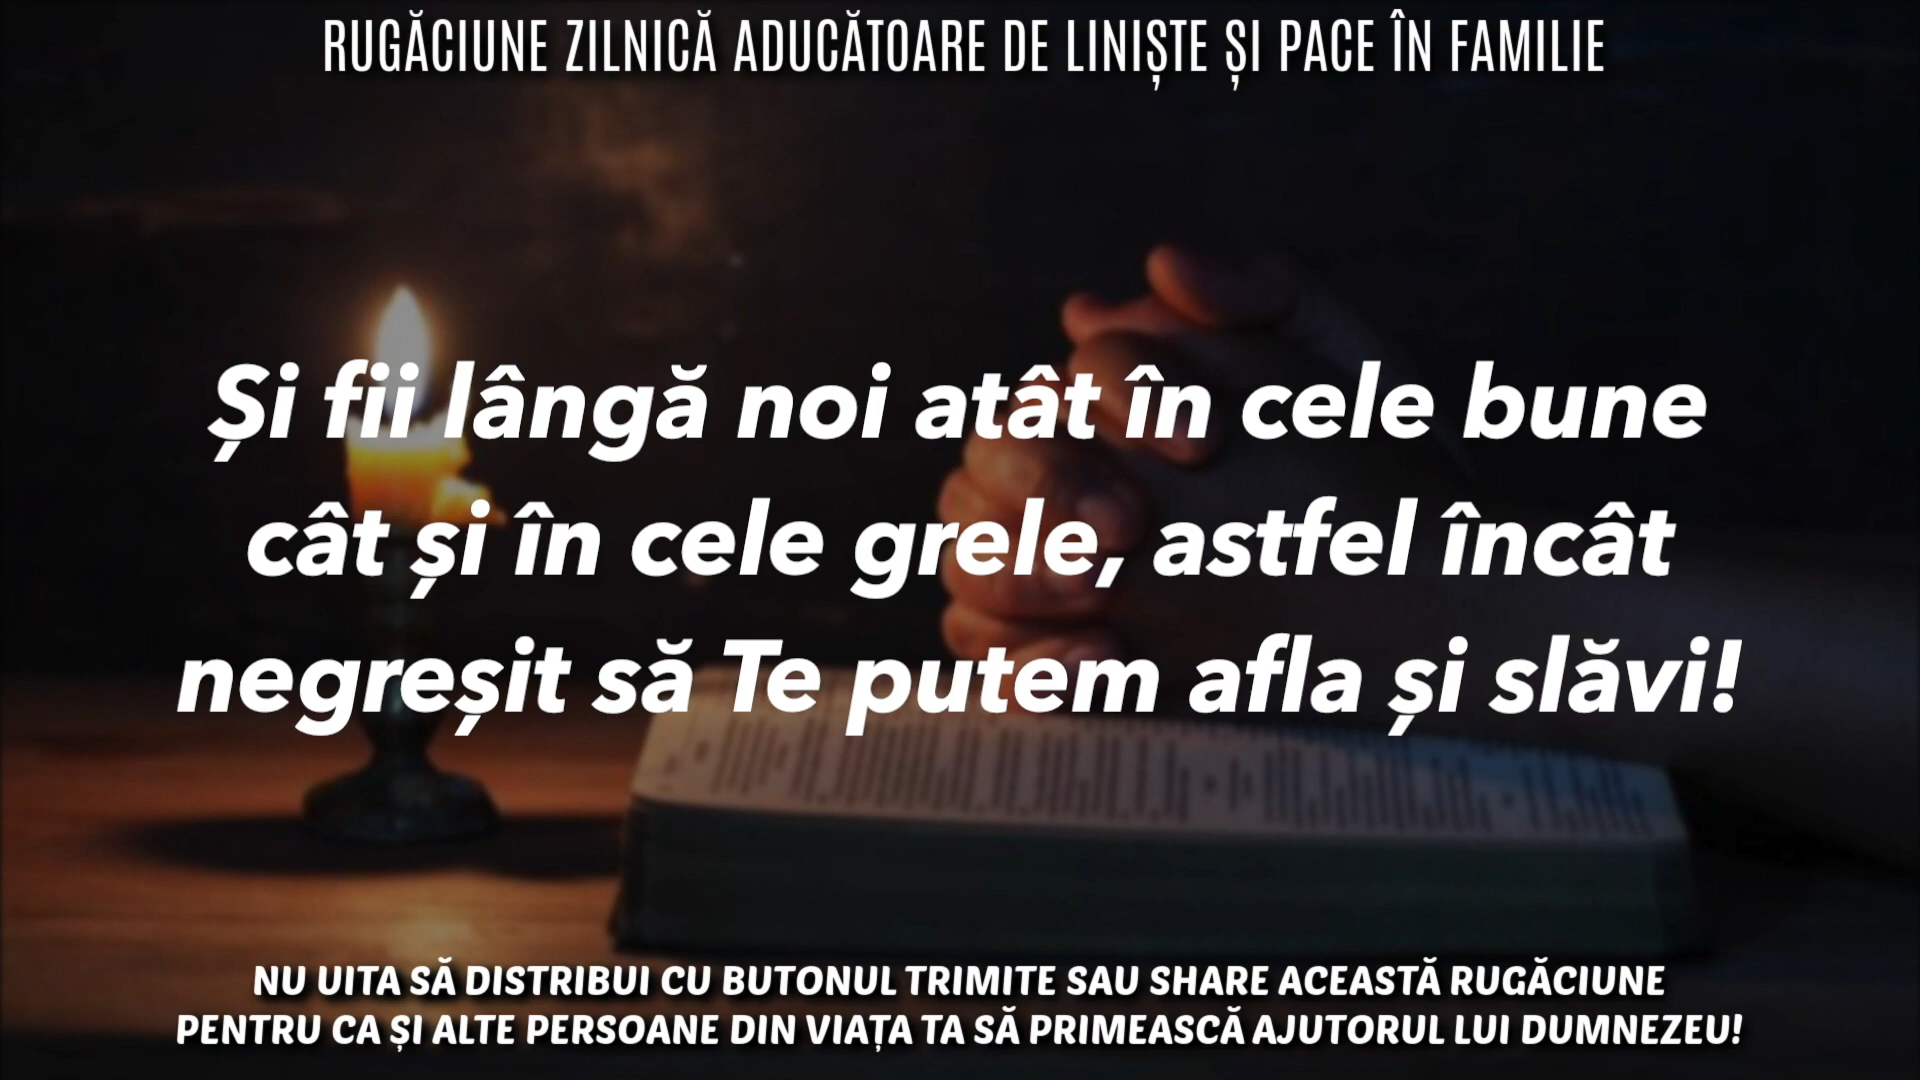 RUGĂCIUNE ZILNICĂ ADUCĂTOARE DE LINIȘTE ȘI PACE ÎN FAMILIE
Și fii lângă noi atât în cele bune
cât și în cele grele, astfel încât
negreșit să Te putem afla și slăvi!
NU UITA SĂ DISTRIBUI CU BUTONUL TRIMITE SAU SHARE ACEASTĂ RUGĂCIUNE
PENTRU CA ȘI ALTE PERSOANE DIN VIAȚA TA SĂ PRIMEASCĂ AJUTORUL LUI DUMNEZEU!